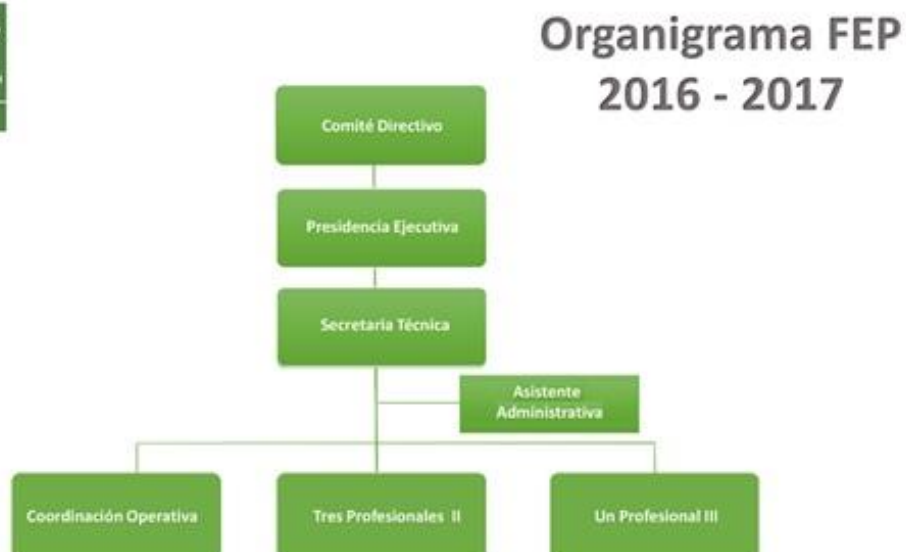 Organigrama FEP
2016 - 2017
Comité Directivo
Presidencia Ejecutiva
Secretaria Técnica
Asistente
Administrativa
Coordinación Operativa
Tres Profesionales II
Un Profesional III